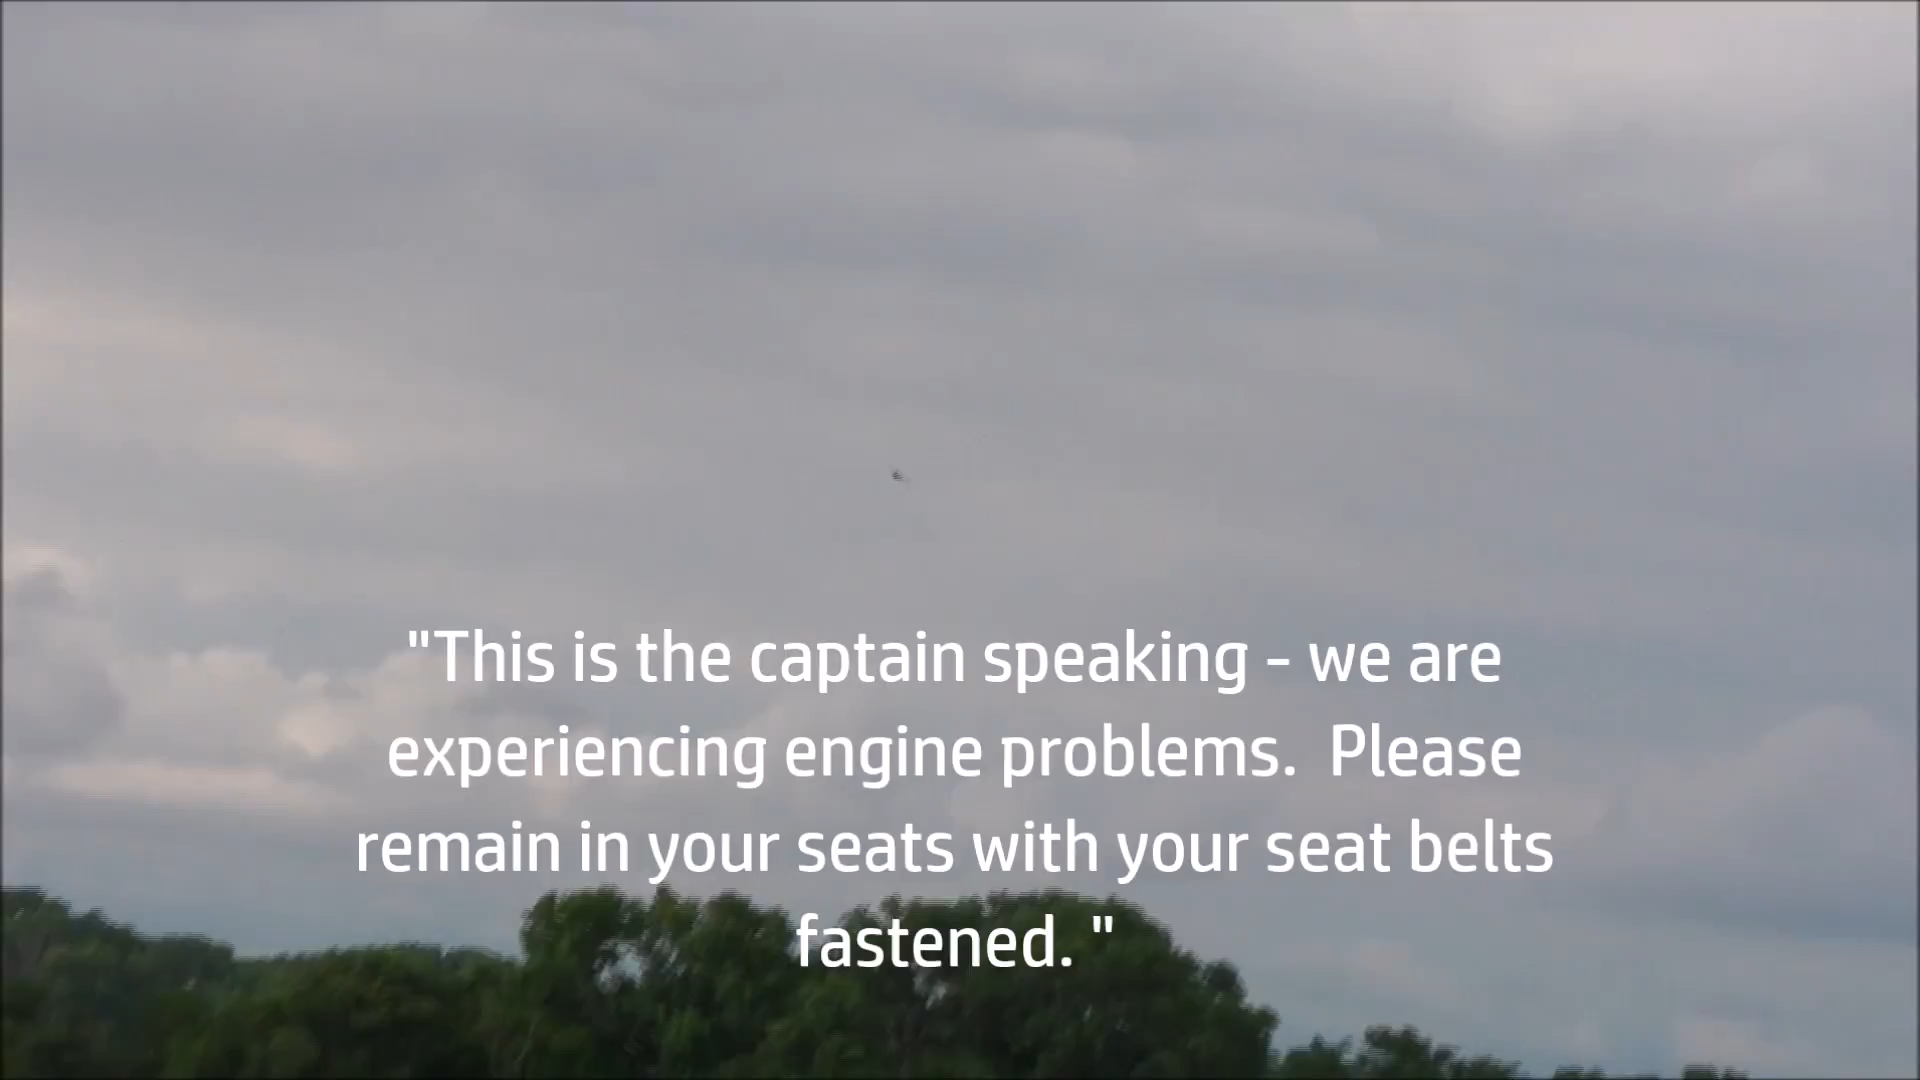 "This is the captain speaking - we are
experiencing engine problems.  Please
remain in your seats with your seat belts
fastened. "